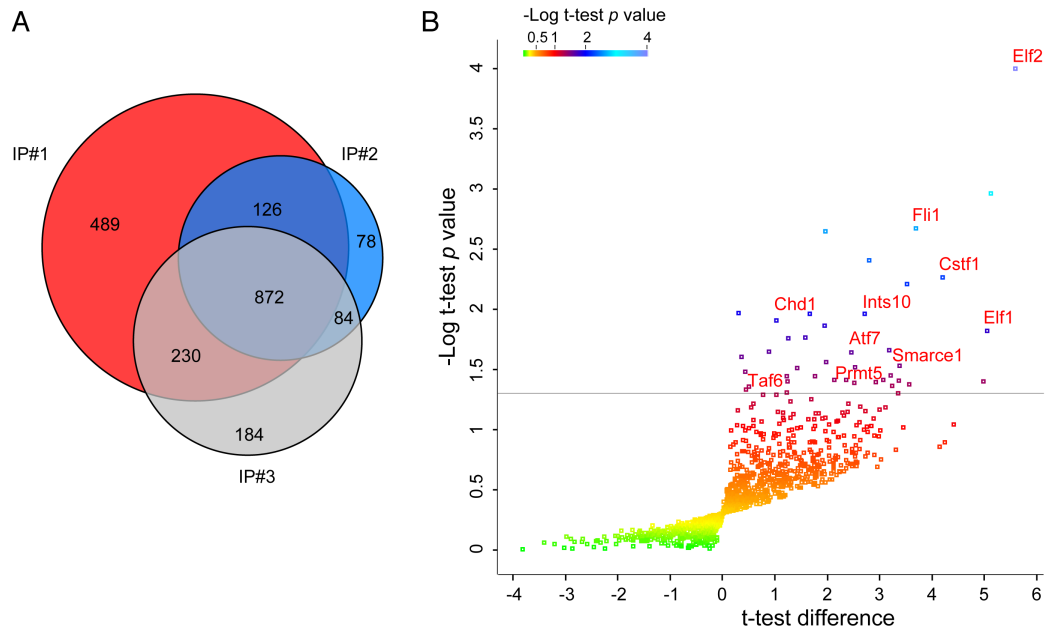 A
IP#1
IP#2
489
126
78
872
84
230
184
IP#3
B
-Log t-test p value
0.5 1 2 4
-Log t-test p value
4
3.5
3
2.5
2
1.5
1
0.5
0
Elf2
Fli1
Cstf1
Chd1
Ints10
Elf1
Atf7
Smarce1
Taf6
Prmt5
-4 -3 -2 -1 0 1 2 3 4 5 6
t-test difference